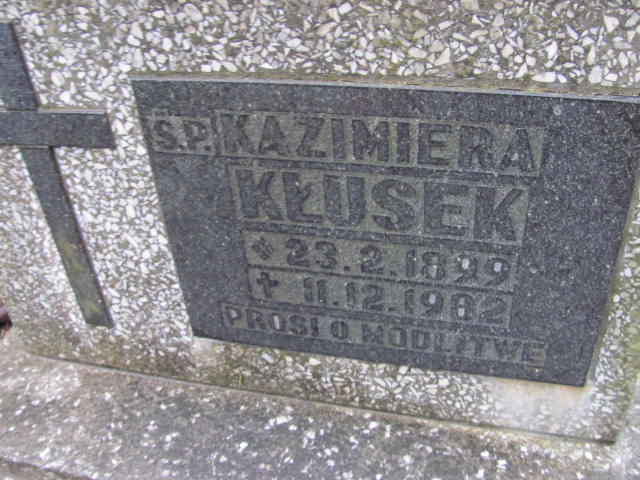 Ś.P. KAZIMIERA
KŁUSEK
23.2.1899
11.12.1982
PROSI O MODLITWĘ